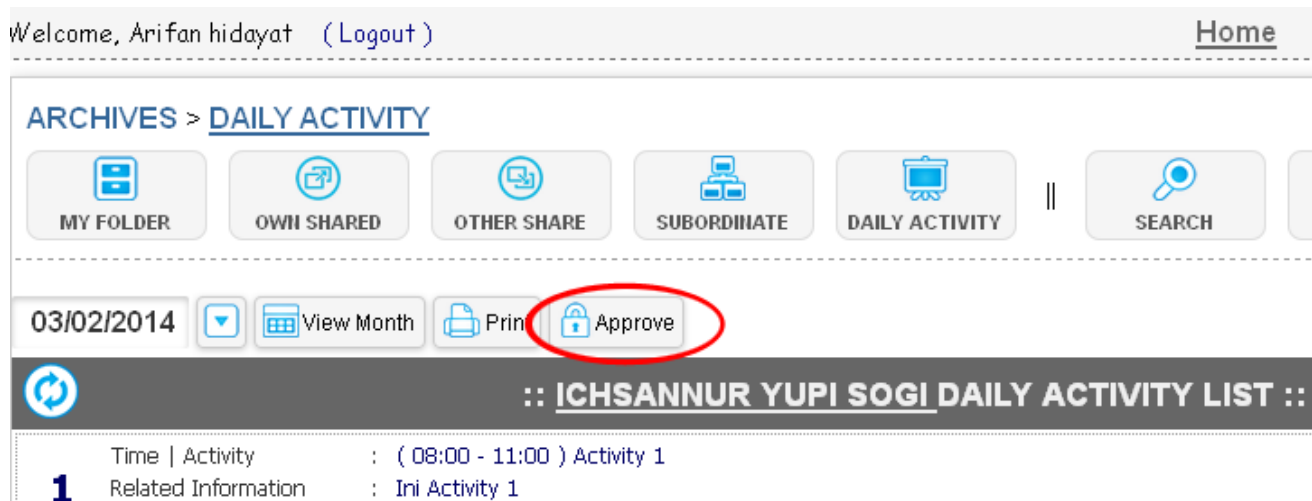 Welcome, Arifan hidayat ( Logout ) Home
ARCHIVES > DAILY ACTIVITY
MY FOLDER OWN SHARED OTHER SHARE SUBORDINATE DAILY ACTIVITY || SEARCH
03/02/2014 View Month Print Approve
:: ICHSANNUR YUPI SOGI DAILY ACTIVITY LIST ::
Time | Activity : ( 08:00 - 11:00 ) Activity 1
1 Related Information : Ini Activity 1